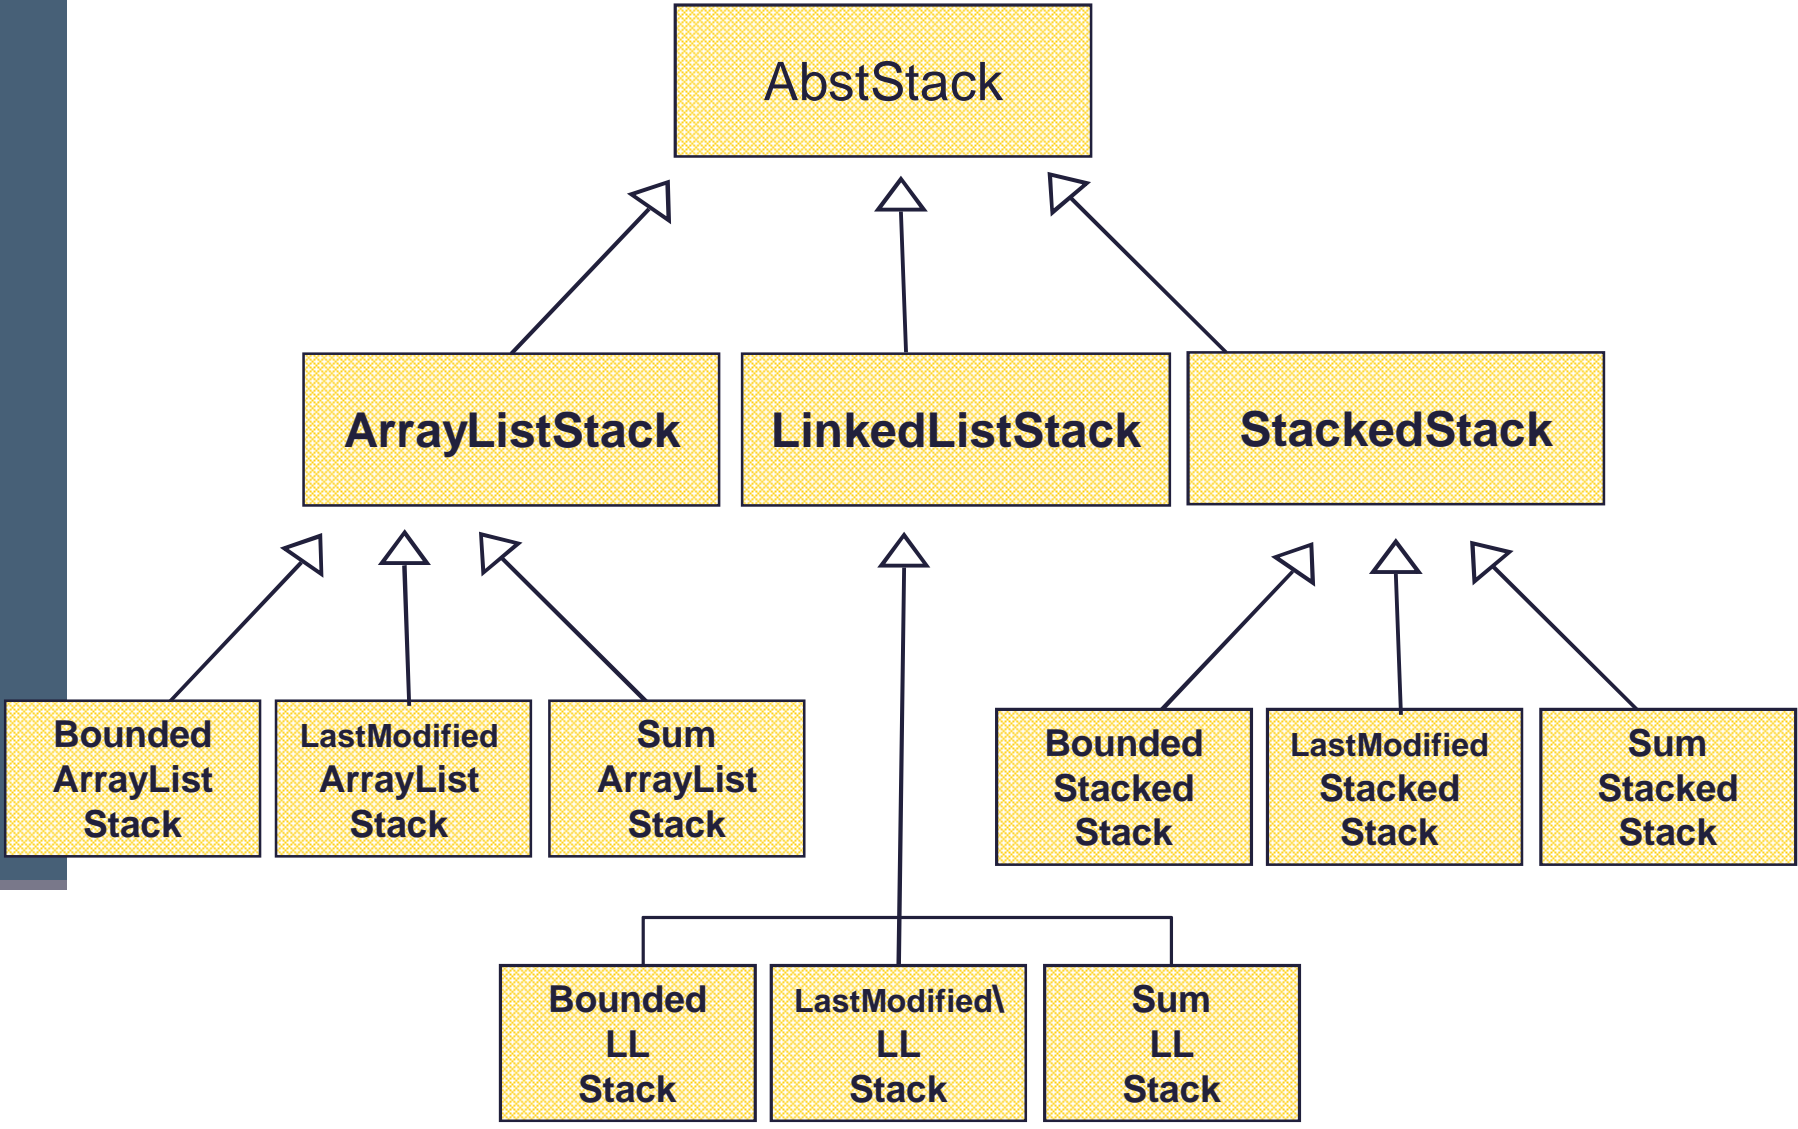 AbstStack
ArrayListStack
LinkedListStack
StackedStack
Bounded
ArrayList
Stack
LastModified
ArrayList
Stack
Sum
ArrayList
Stack
Bounded
Stacked
Stack
LastModified
Stacked
Stack
Sum
Stacked
Stack
Bounded
LL
Stack
LastModified\
LL
Stack
Sum
LL
Stack